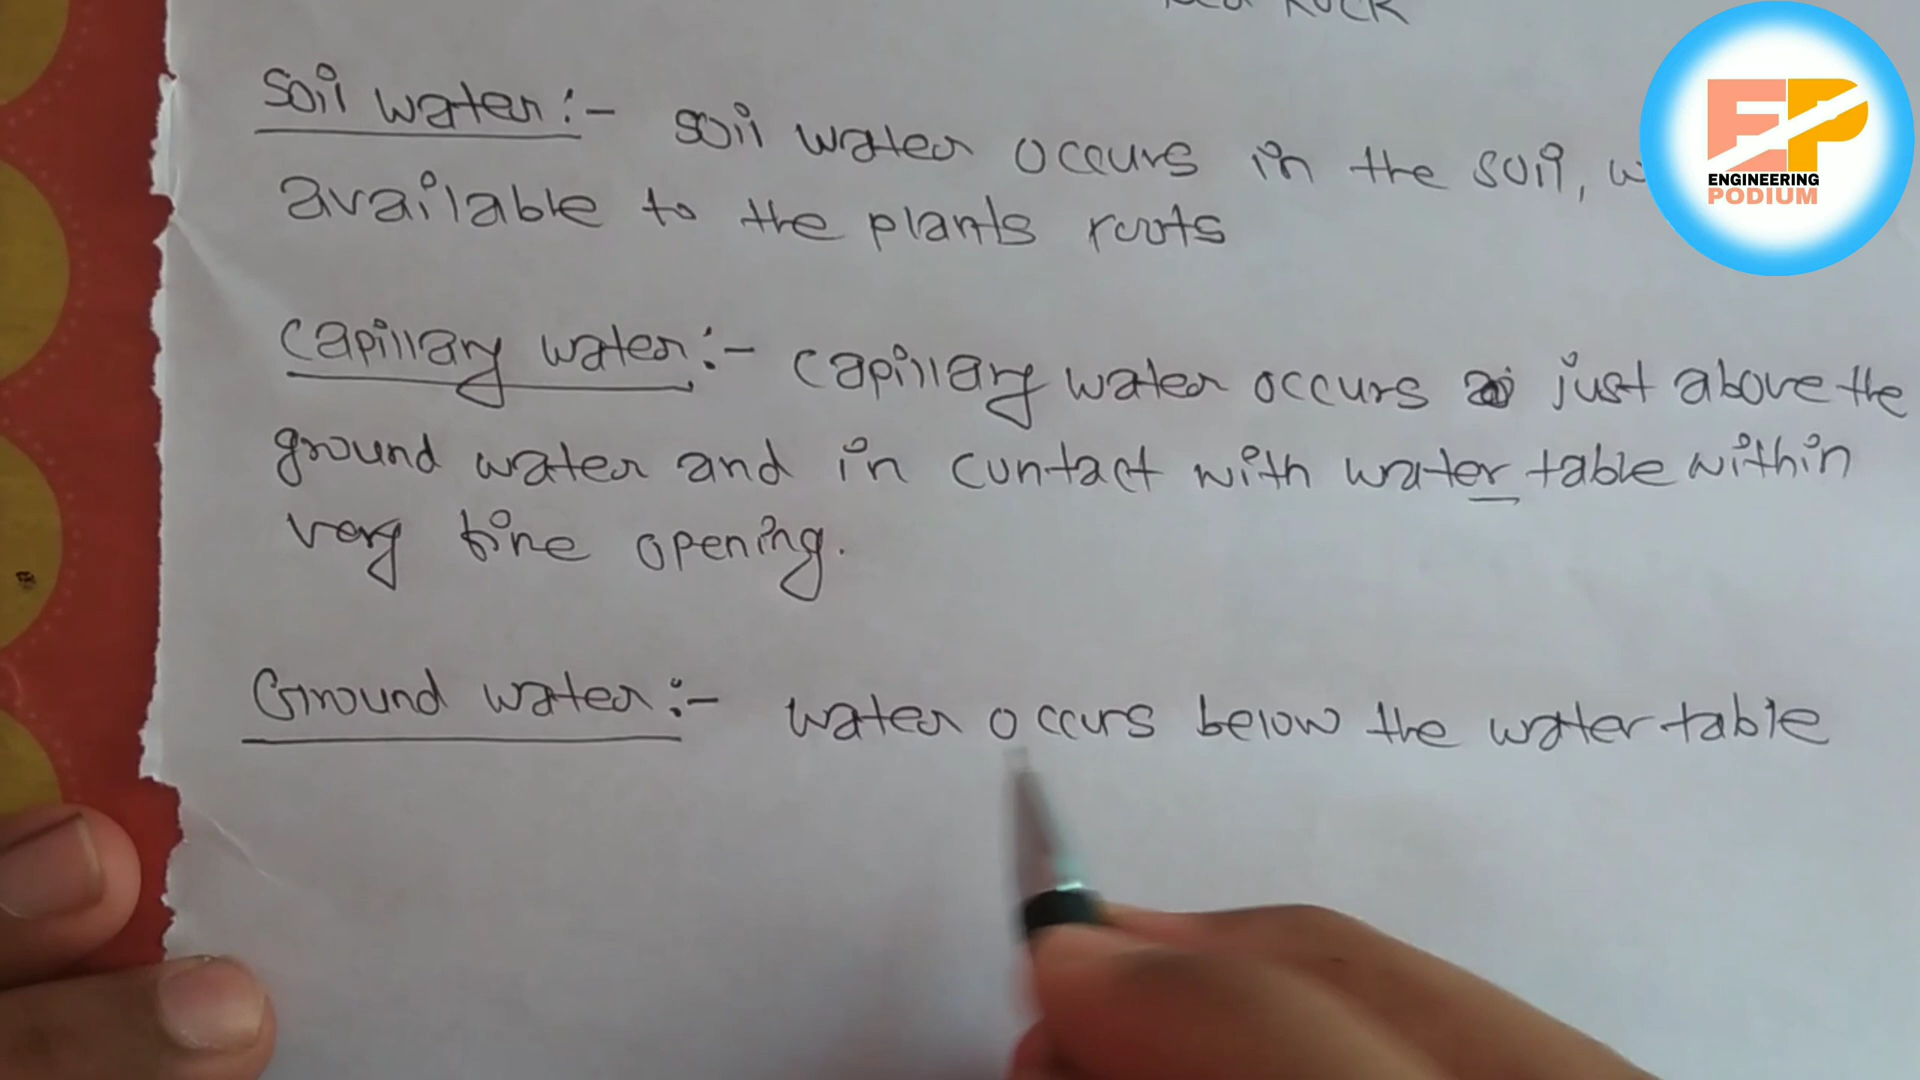 ROCK
Soil water:- Soil water occurs in the soil,
available to the plants roots
Capillary water:- Capillary water occurs just above the
ground water and in contact with water table within
very fine opening.
Ground water:- water occurs below the water table
EP
ENGINEERING
PODIUM